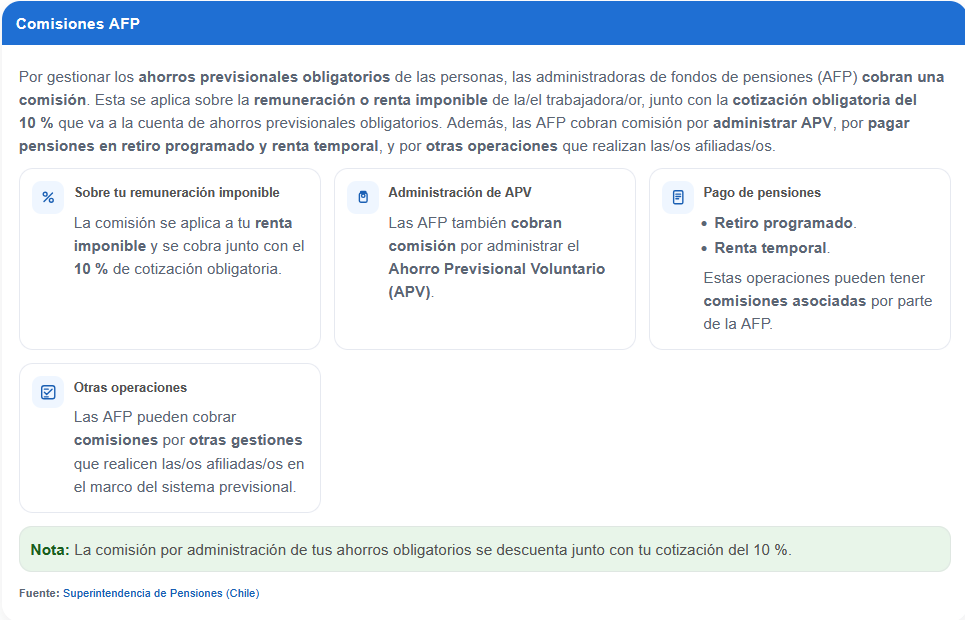 Comisiones AFP
Por gestionar los ahorros previsionales obligatorios de las personas, las administradoras de fondos de pensiones (AFP) cobran una
comisión. Esta se aplica sobre la remuneración o renta imponible de la/el trabajadora/or, junto con la cotización obligatoria del
10 % que va a la cuenta de ahorros previsionales obligatorios. Además, las AFP cobran comisión por administrar APV, por pagar
pensiones en retiro programado y renta temporal, y por otras operaciones que realizan las/os afiliadas/os.
%
Sobre tu remuneración imponible
La comisión se aplica a tu renta
imponible y se cobra junto con el
10 % de cotización obligatoria.
Administración de APV
Las AFP también cobran
comisión por administrar el
Ahorro Previsional Voluntario
(APV).
Pago de pensiones
• Retiro programado.
• Renta temporal.
Estas operaciones pueden tener
comisiones asociadas por parte
de la AFP.
Otras operaciones
Las AFP pueden cobrar
comisiones por otras gestiones
que realicen las/os afiliadas/os en
el marco del sistema previsional.
Nota: La comisión por administración de tus ahorros obligatorios se descuenta junto con tu cotización del 10 %.
Fuente: Superintendencia de Pensiones (Chile)